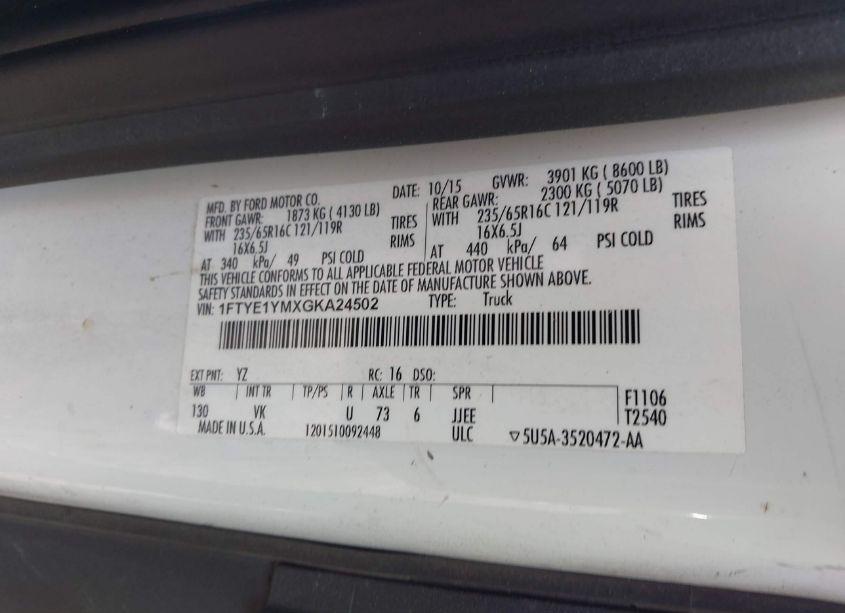 MFD. BY FORD MOTOR CO. DATE: 10/15 GVWR: 3901 KG ( 8600 LB)
FRONT GAWR: 1873 KG ( 4130 LB) REAR GAWR: 2300 KG ( 5070 LB)
WITH 235/65R16C 121/119R TIRES WITH 235/65R16C 121/119R TIRES
16X6.5J RIMS 16X6.5J RIMS
AT 340 kPa/ 49 PSI COLD AT 440 kPa/ 64 PSI COLD
THIS VEHICLE CONFORMS TO ALL APPLICABLE FEDERAL MOTOR VEHICLE
SAFETY STANDARDS IN EFFECT ON THE DATE OF MANUFACTURE SHOWN ABOVE.
VIN: 1FTYE1YMXGKA24502 TYPE: Truck
EXT PNT: YZ RC: 16 DSO:
WB INT TR TP/PS R AXLE TR SPR F1106
130 VK U 73 6 JJEE T2540
MADE IN U.S.A. 1201510092448 ULC ▽5U5A-3520472-AA